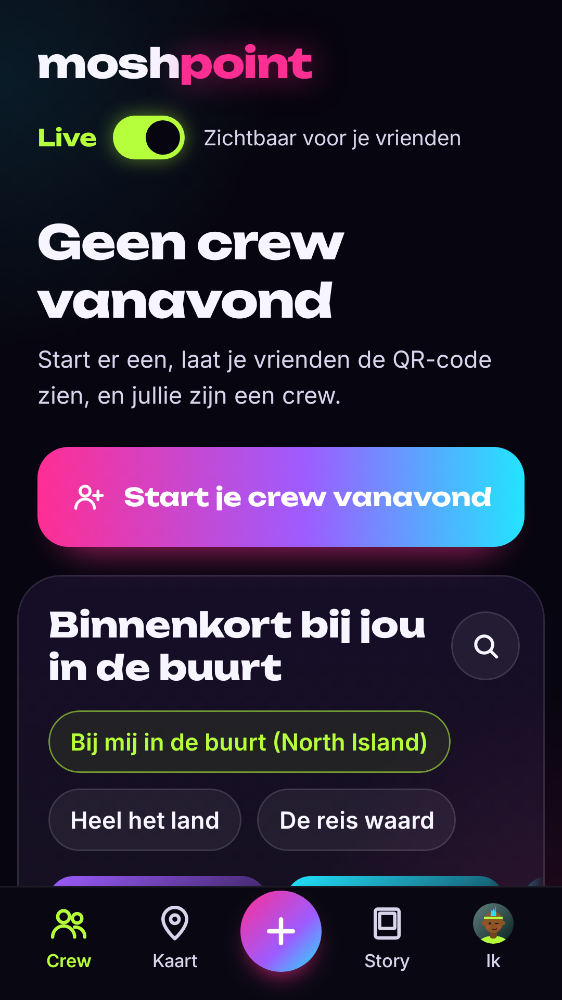 moshpoint
Live
Zichtbaar voor je vrienden
Geen crew
vanavond
Start er een, laat je vrienden de QR-code
zien, en jullie zijn een crew.
Start je crew vanavond
Binnenkort bij jou
in de buurt
Bij mij in de buurt (North Island)
Heel het land
De reis waard
Crew
Kaart
Story
Ik